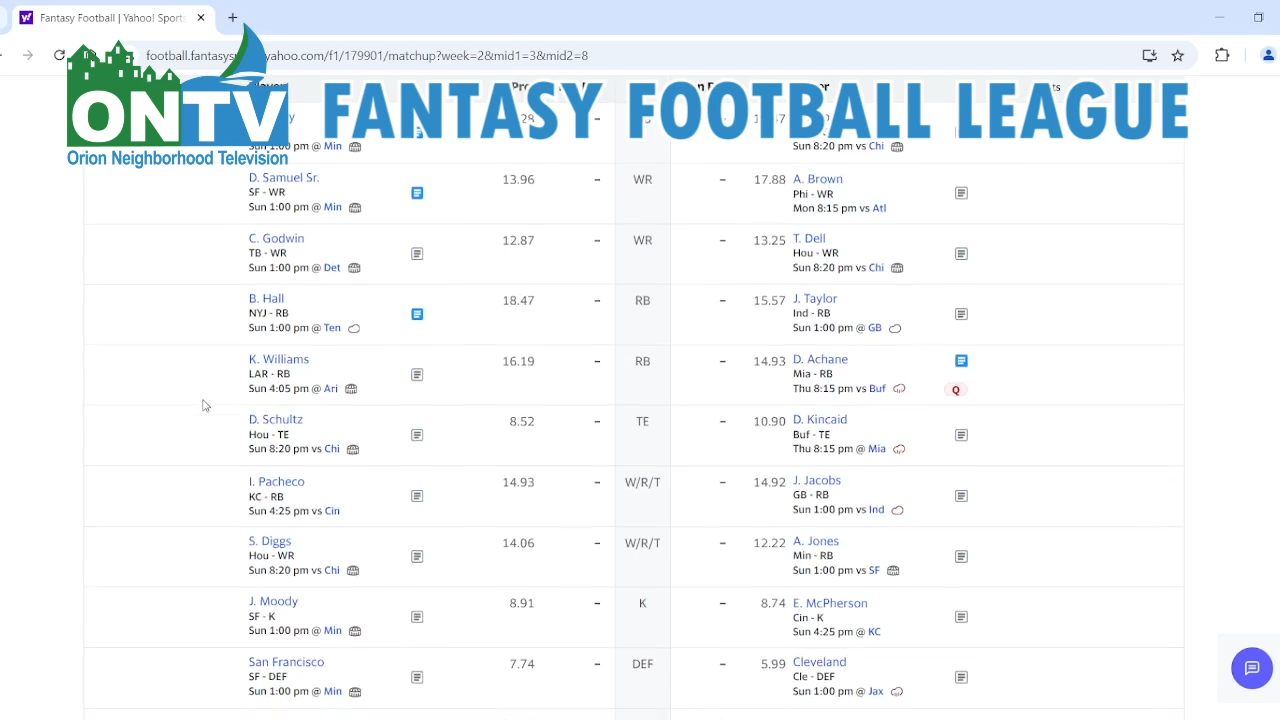 Fantasy Football | Yahoo! Sports
football.fantasys yahoo.com/f1/179901/matchup?week=2&mid1=3&mid2=8
ONTV
Orion Neighborhood Television
FANTASY FOOTBALL LEAGUE
Sun 1:00 pm @ Min
Sun 8:20 pm vs Chi
D. Samuel Sr. 13.96 – WR – 17.88 A. Brown
SF - WR Phi - WR
Sun 1:00 pm @ Min Mon 8:15 pm vs Atl
C. Godwin 12.87 – WR – 13.25 T. Dell
TB - WR Hou - WR
Sun 1:00 pm @ Det Sun 8:20 pm vs Chi
B. Hall 18.47 – RB – 15.57 J. Taylor
NYJ - RB Ind - RB
Sun 1:00 pm @ Ten Sun 1:00 pm @ GB
K. Williams 16.19 – RB – 14.93 D. Achane
LAR - RB Mia - RB
Sun 4:05 pm @ Ari Thu 8:15 pm vs Buf Q
D. Schultz 8.52 – TE – 10.90 D. Kincaid
Hou - TE Buf - TE
Sun 8:20 pm vs Chi Thu 8:15 pm @ Mia
I. Pacheco 14.93 – W/R/T – 14.92 J. Jacobs
KC - RB GB - RB
Sun 4:25 pm vs Cin Sun 1:00 pm vs Ind
S. Diggs 14.06 – W/R/T – 12.22 A. Jones
Hou - WR Min - RB
Sun 8:20 pm vs Chi Sun 1:00 pm vs SF
J. Moody 8.91 – K – 8.74 E. McPherson
SF - K Cin - K
Sun 1:00 pm @ Min Sun 4:25 pm @ KC
San Francisco 7.74 – DEF – 5.99 Cleveland
SF - DEF Cle - DEF
Sun 1:00 pm @ Min Sun 1:00 pm @ Jax